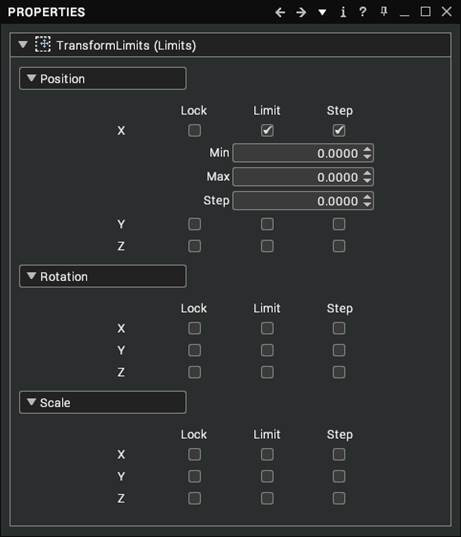 PROPERTIES
TransformLimits (Limits)
Position
Lock Limit Step
X
Min 0.0000
Max 0.0000
Step 0.0000
Y
Z
Rotation
Lock Limit Step
X
Y
Z
Scale
Lock Limit Step
X
Y
Z